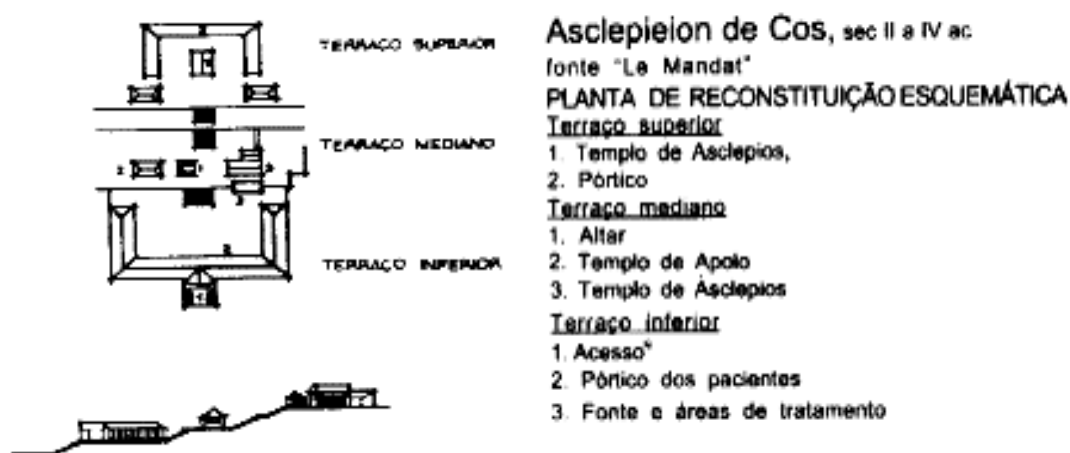 TERRAÇO SUPERIOR
TERRAÇO MEDIANO
TERRAÇO INFERIOR
Asclepieion de Cos, sec II a IV ac
fonte "Le Mandat"
PLANTA DE RECONSTITUIÇÃO ESQUEMÁTICA
Terraço superior
1. Templo de Asclepios,
2. Pórtico
Terraço mediano
1. Altar
2. Templo de Apolo
3. Templo de Asclepios
Terraço inferior
1. Acesso*
2. Pórtico dos pacientes
3. Fonte e áreas de tratamento